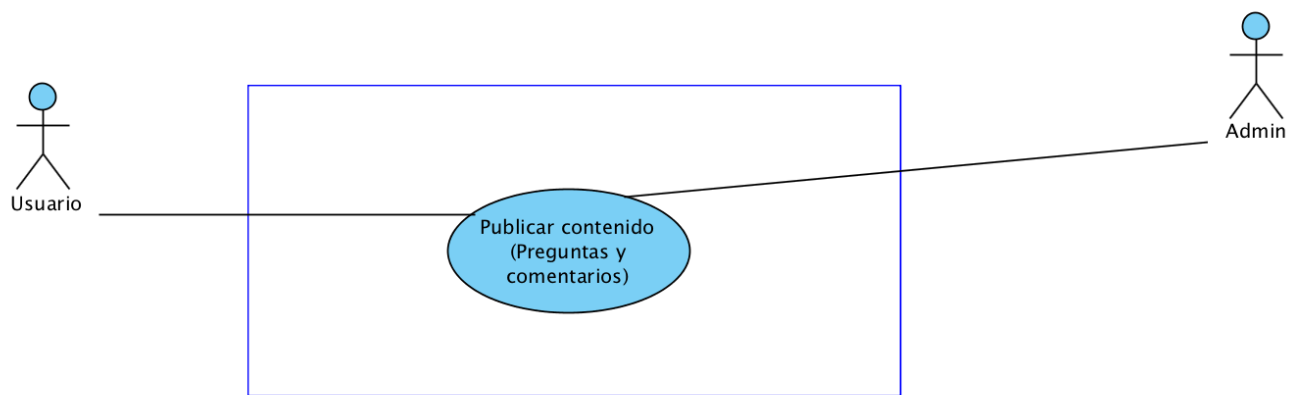 Admin
Usuario
Publicar contenido
(Preguntas y
comentarios)